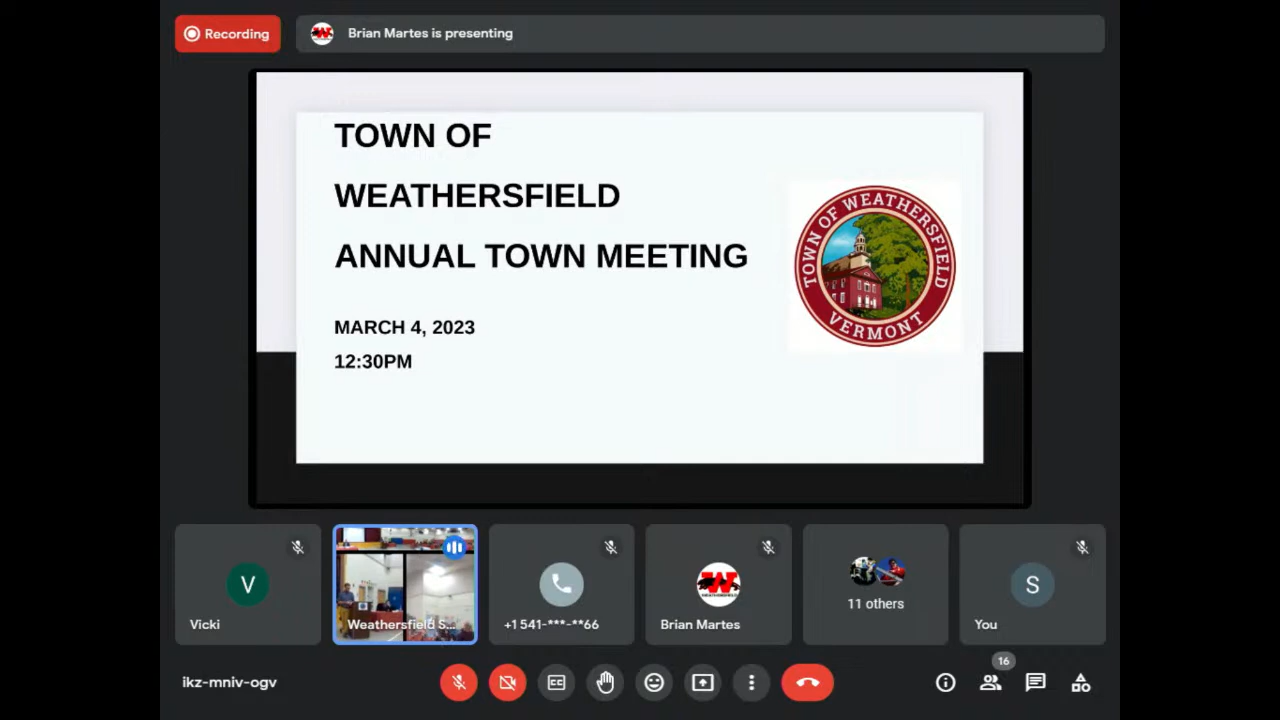 Recording
Brian Martes is presenting
TOWN OF
WEATHERSFIELD
ANNUAL TOWN MEETING
MARCH 4, 2023
12:30PM
TOWN OF WEATHERSFIELD
VERMONT
V
Vicki
Weathersfield S...
+1 541-***-**66
W
Brian Martes
11 others
S
You
ikz-mniv-ogv
CC
16